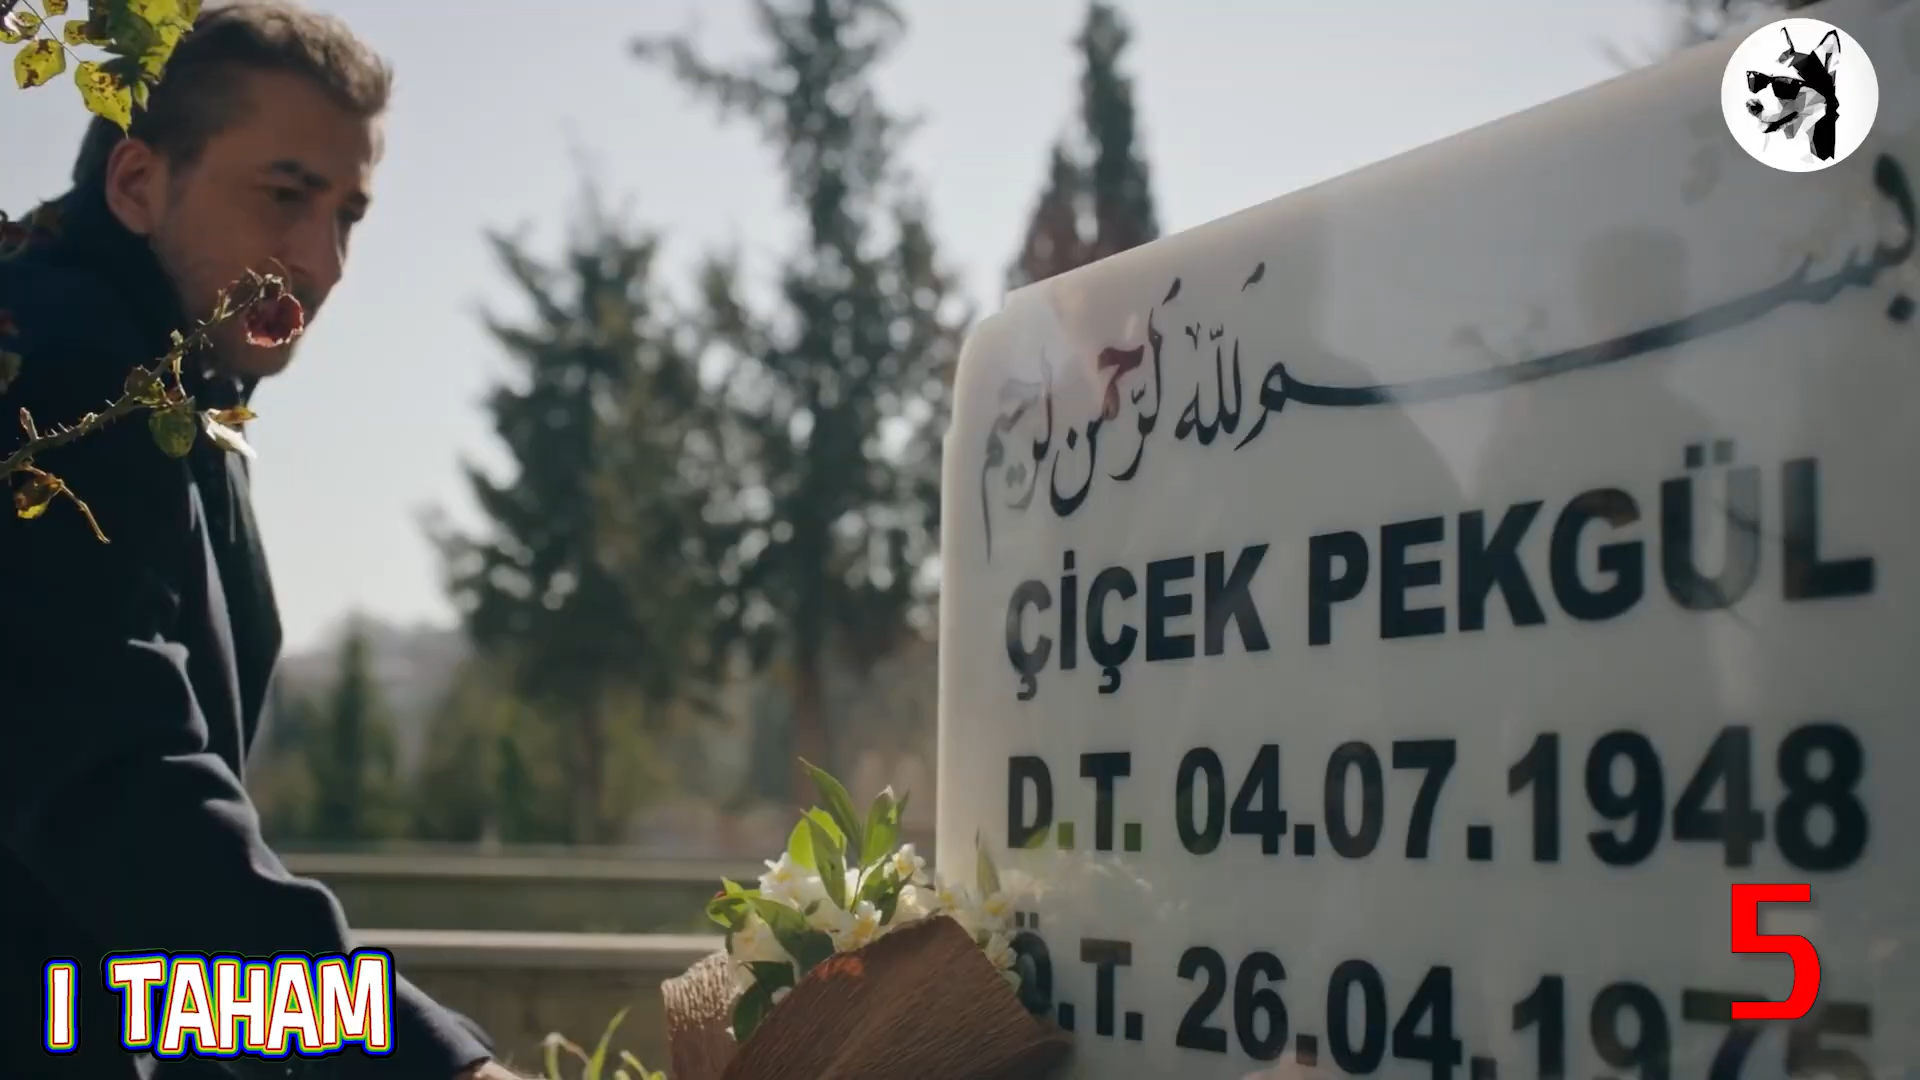 بسم الله الرحمن الرحيم
ÇİÇEK PEKGÜL
D.T. 04.07.1948
Ö.T. 26.04.1975
5
I TAHAM